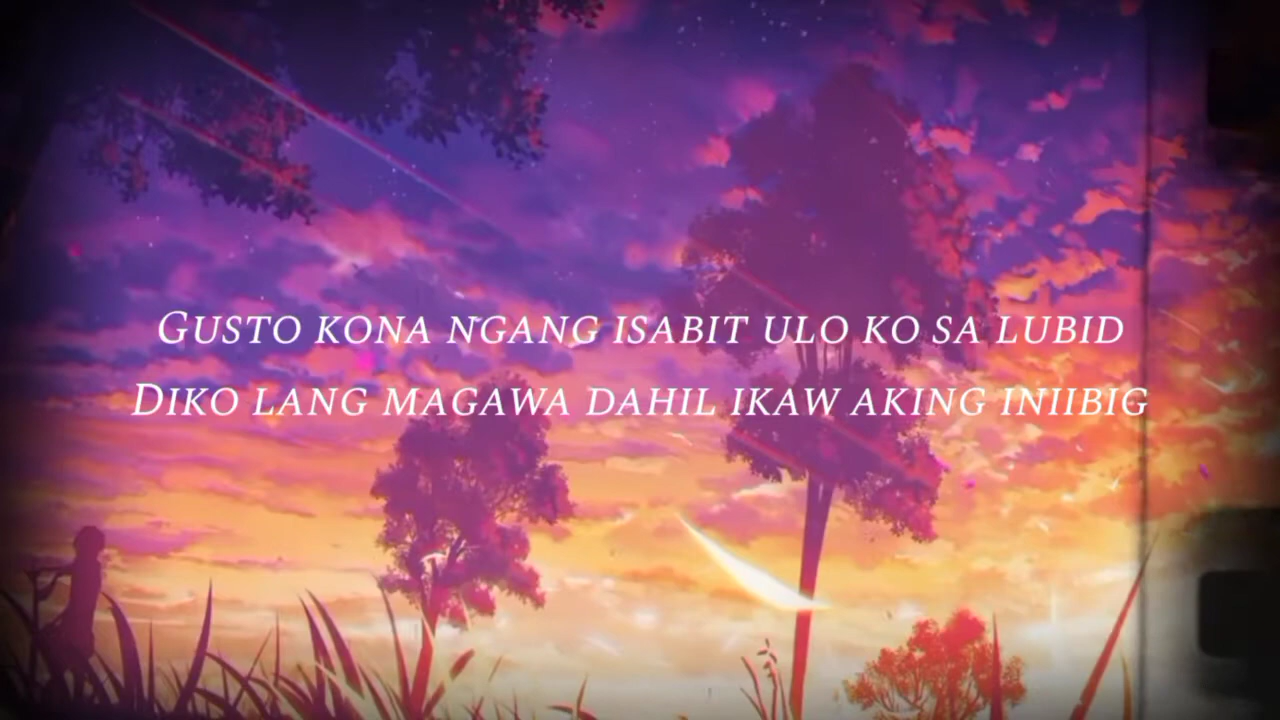 Gusto kona ngang isabit ulo ko sa lubid
Diko lang magawa dahil ikaw aking iniibig